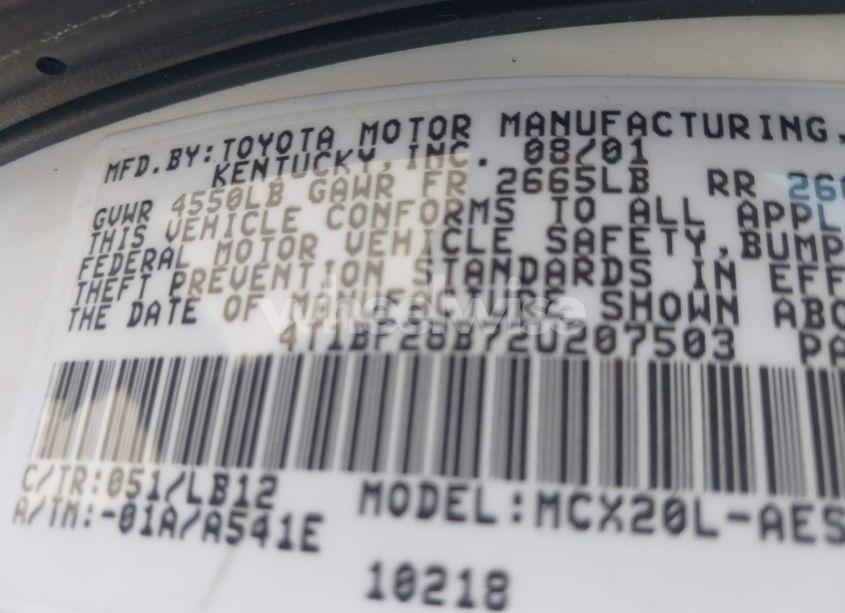 MFD.BY:TOYOTA MOTOR MANUFACTURING,
KENTUCKY,INC. 08/01
GVWR 4550LB GAWR FR 2665LB RR
THIS VEHICLE CONFORMS TO ALL APPL
FEDERAL MOTOR VEHICLE SAFETY,BUMP
THEFT PREVENTION STANDARDS IN EFF
THE DATE OF MANUFACTURE SHOWN ABO
wheelwise
4T1BF28B72U207503 PA
C/TR:051/LB12 MODEL:MCX20L-AES
A/TM:-01A/A541E
10218